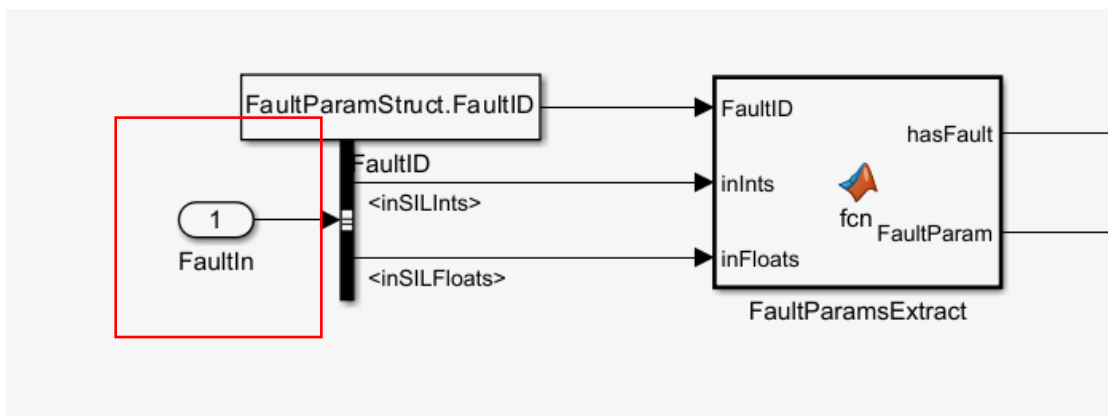 FaultParamStruct.FaultID
FaultID
<inSILInts>
1
FaultIn
<inSILFloats>
FaultID
hasFault
inInts
fcn
FaultParam
inFloats
FaultParamsExtract